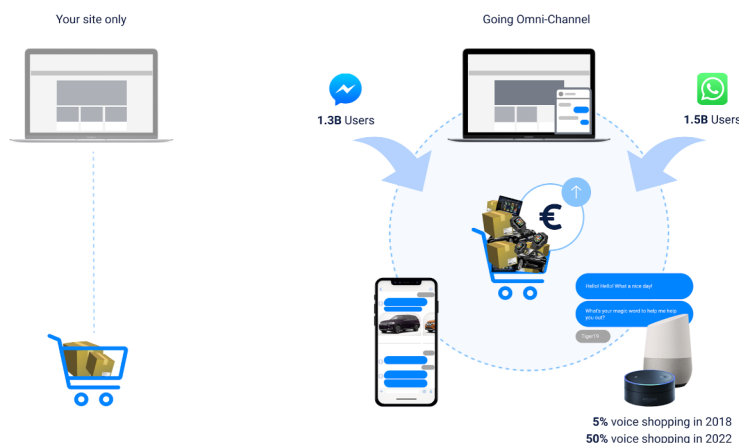 Your site only
Going Omni-Channel
1.3B Users
1.5B Users
€
Hello! Hello! What a nice day!
What's your magic word to help me help
you out?
Tiger19
5% voice shopping in 2018
50% voice shopping in 2022